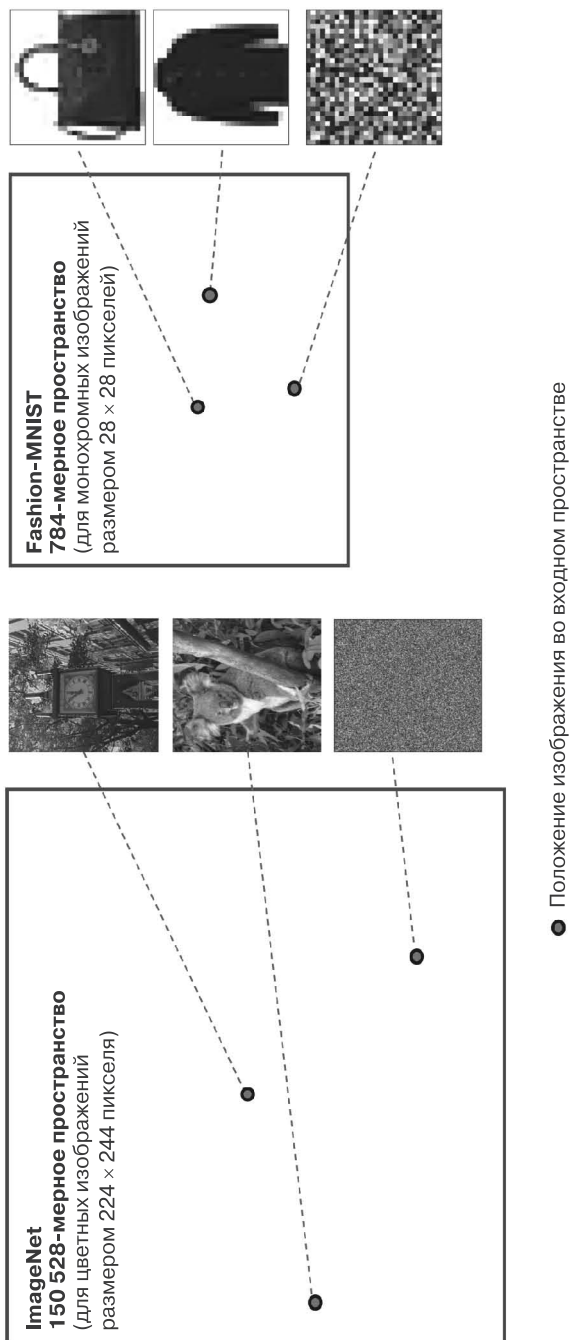 ImageNet
150 528-мерное пространство
(для цветных изображений
размером 224 × 244 пикселя)
Fashion-MNIST
784-мерное пространство
(для монохромных изображений
размером 28 × 28 пикселей)
Положение изображения во входном пространстве